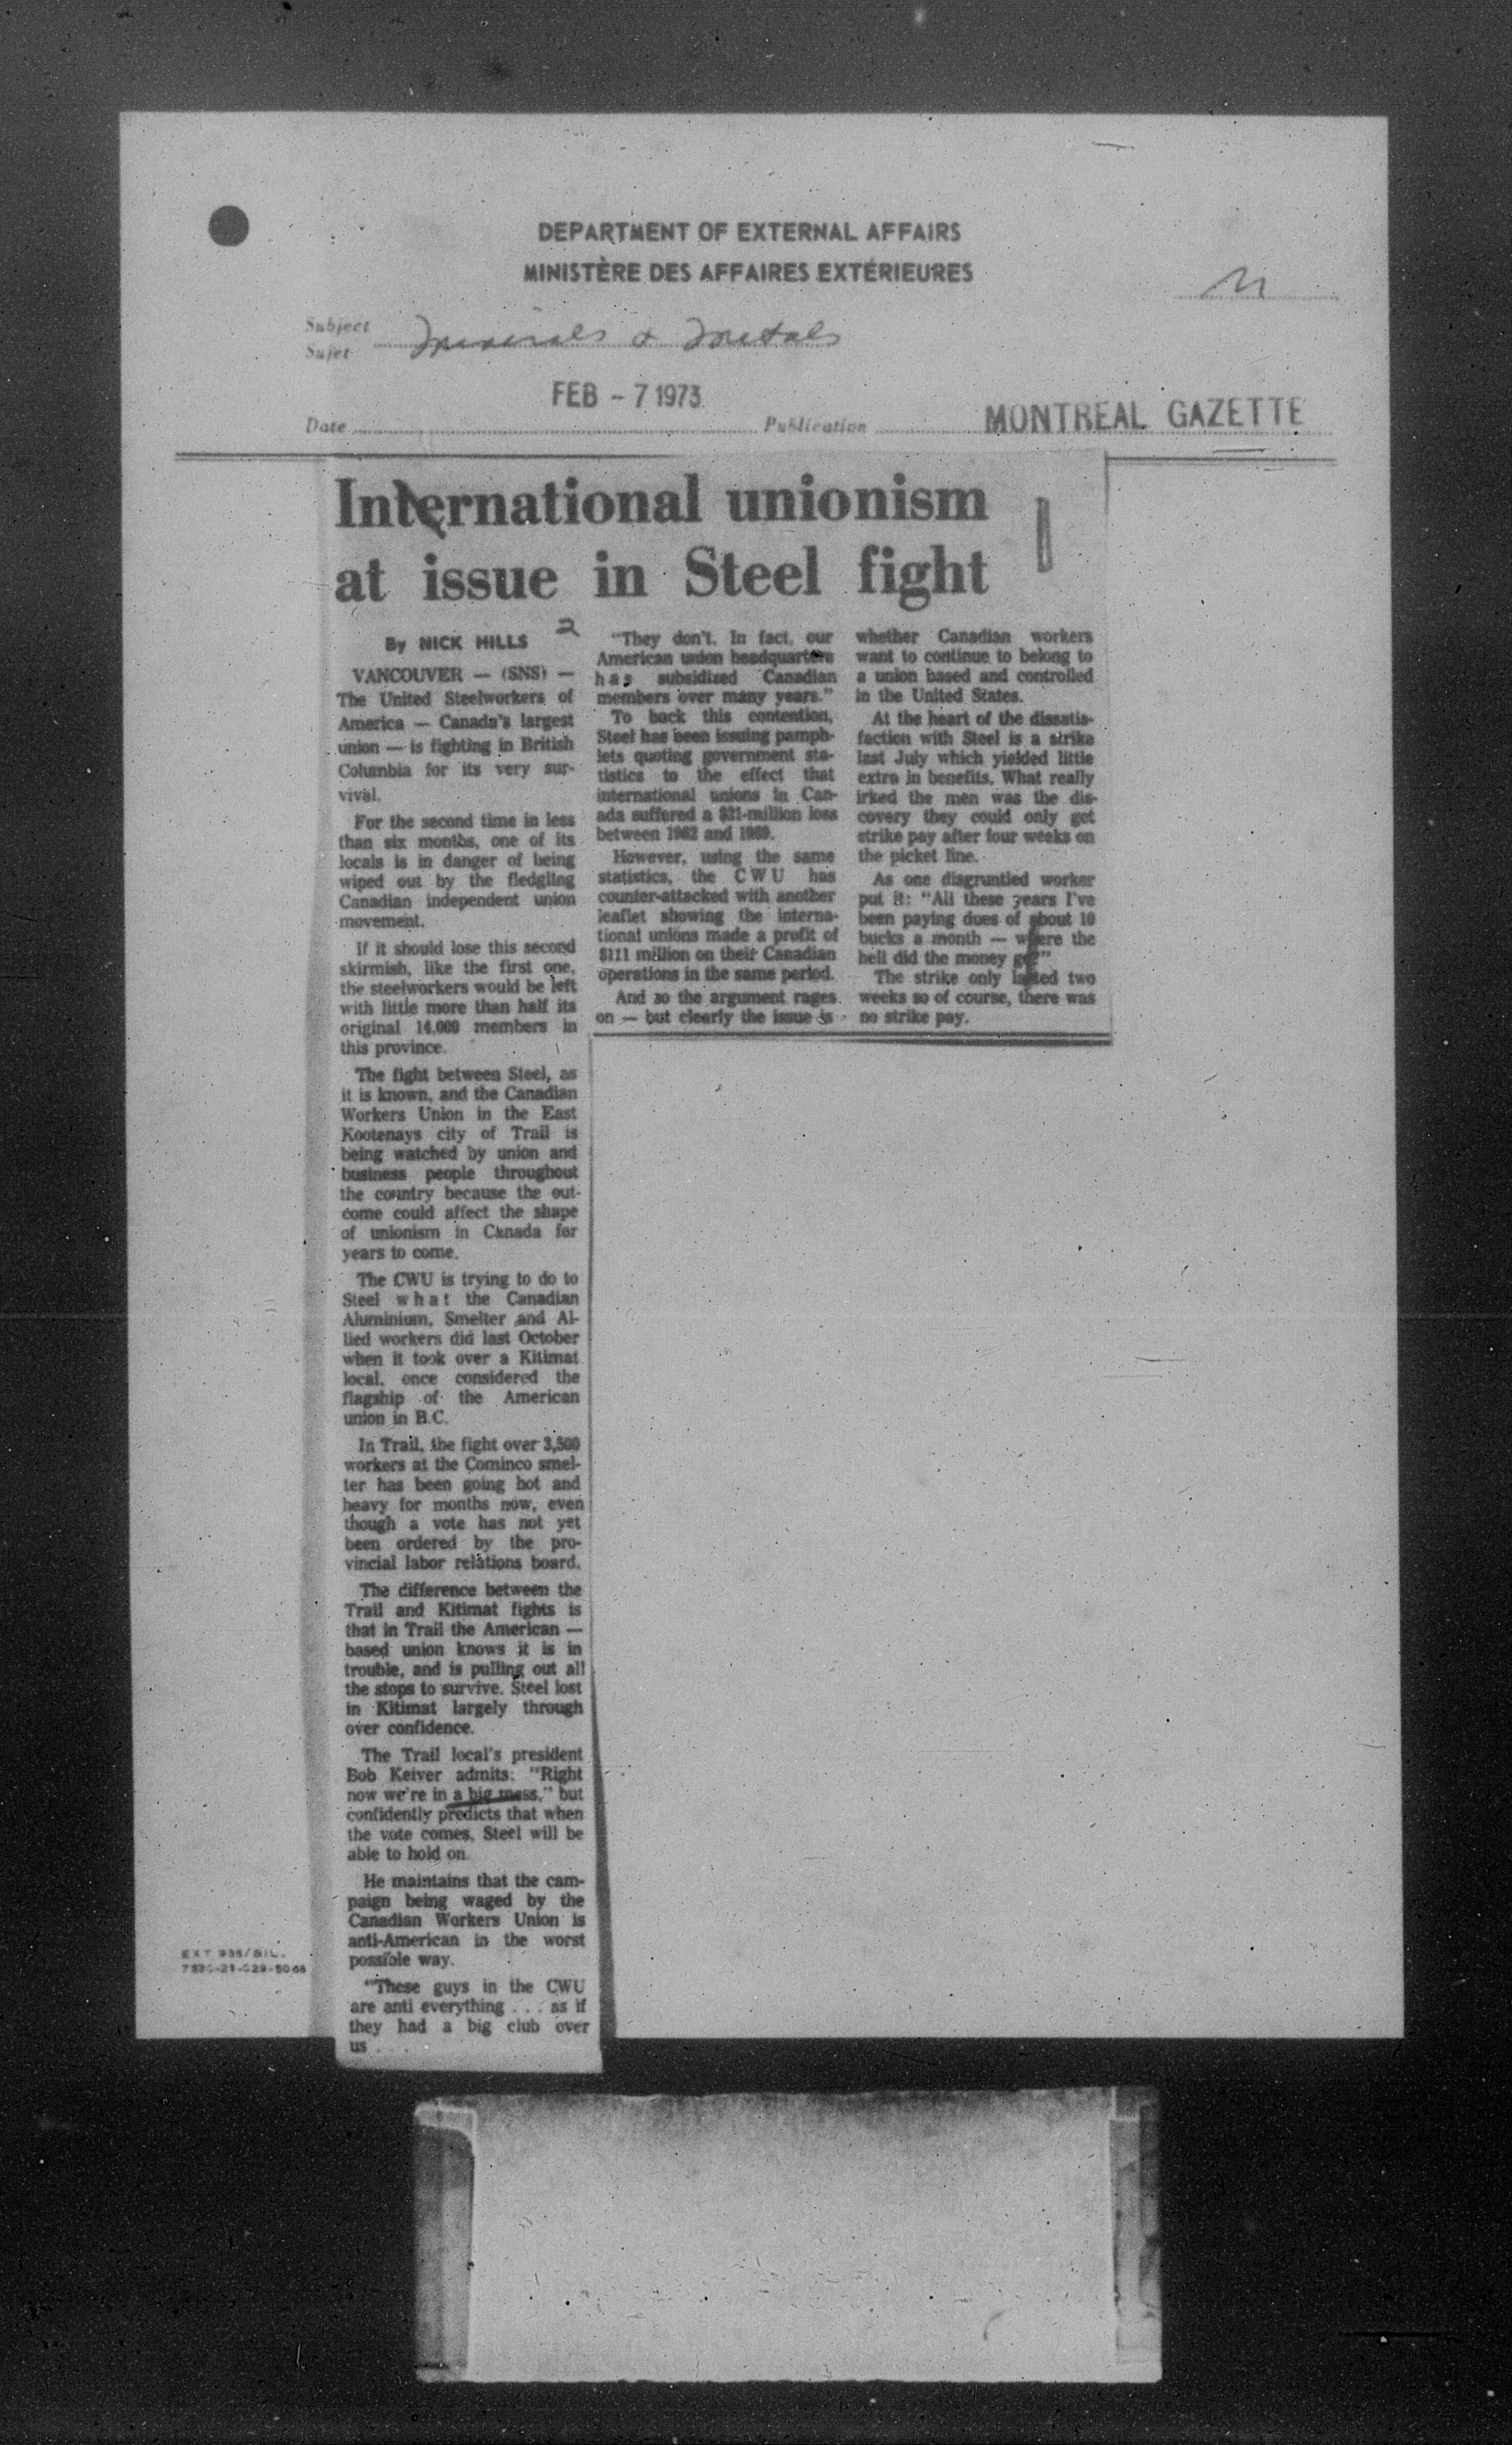 DEPARTMENT OF EXTERNAL AFFAIRS
MINISTÈRE DES AFFAIRES EXTÉRIEURES
Subject
Sujet
Minerals & Metals
FEB - 7 1973
Date
Publication
MONTREAL GAZETTE
International unionism
at issue in Steel fight
By NICK HILLS
2
VANCOUVER — (SNS) —
The United Steelworkers of
America — Canada's largest
union — is fighting in British
Columbia for its very sur-
vival.
For the second time in less
than six months, one of its
locals is in danger of being
wiped out by the fledgling
Canadian independent union
movement.
If it should lose this second
skirmish, like the first one,
the steelworkers would be left
with little more than half its
original 14,000 members in
this province.
The fight between Steel, as
it is known, and the Canadian
Workers Union in the East
Kootenays city of Trail is
being watched by union and
business people throughout
the country because the out-
come could affect the shape
of unionism in Canada for
years to come.
The CWU is trying to do to
Steel what the Canadian
Aluminium, Smelter and Al-
lied workers did last October
when it took over a Kitimat
local, once considered the
flagship of the American
union in B.C.
In Trail, the fight over 3,500
workers at the Cominco smel-
ter has been going hot and
heavy for months now, even
though a vote has not yet
been ordered by the pro-
vincial labor relations board.
The difference between the
Trail and Kitimat fights is
that in Trail the American —
based union knows it is in
trouble, and is pulling out all
the stops to survive. Steel lost
in Kitimat largely through
over confidence.
The Trail local's president
Bob Keiver admits: "Right
now we're in a big mess," but
confidently predicts that when
the vote comes, Steel will be
able to hold on.
He maintains that the cam-
paign being waged by the
Canadian Workers Union is
anti-American in the worst
possible way.
"These guys in the CWU
are anti everything . . . as if
they had a big club over
us . . .
"They don't. In fact, our
American union headquarters
has subsidized Canadian
members over many years."
To back this contention,
Steel has been issuing pamph-
lets quoting government sta-
tistics to the effect that
international unions in Can-
ada suffered a $21-million loss
between 1962 and 1969.
However, using the same
statistics, the CWU has
counter-attacked with another
leaflet showing the interna-
tional unions made a profit of
$111 million on their Canadian
operations in the same period.
And so the argument rages
on — but clearly the issue is
whether Canadian workers
want to continue to belong to
a union based and controlled
in the United States.
At the heart of the dissatis-
faction with Steel is a strike
last July which yielded little
extra in benefits. What really
irked the men was the dis-
covery they could only get
strike pay after four weeks on
the picket line.
As one disgruntled worker
put it: "All these years I've
been paying dues of about 10
bucks a month — where the
hell did the money go?"
The strike only lasted two
weeks so of course, there was
no strike pay.
EXT 938/BIL.